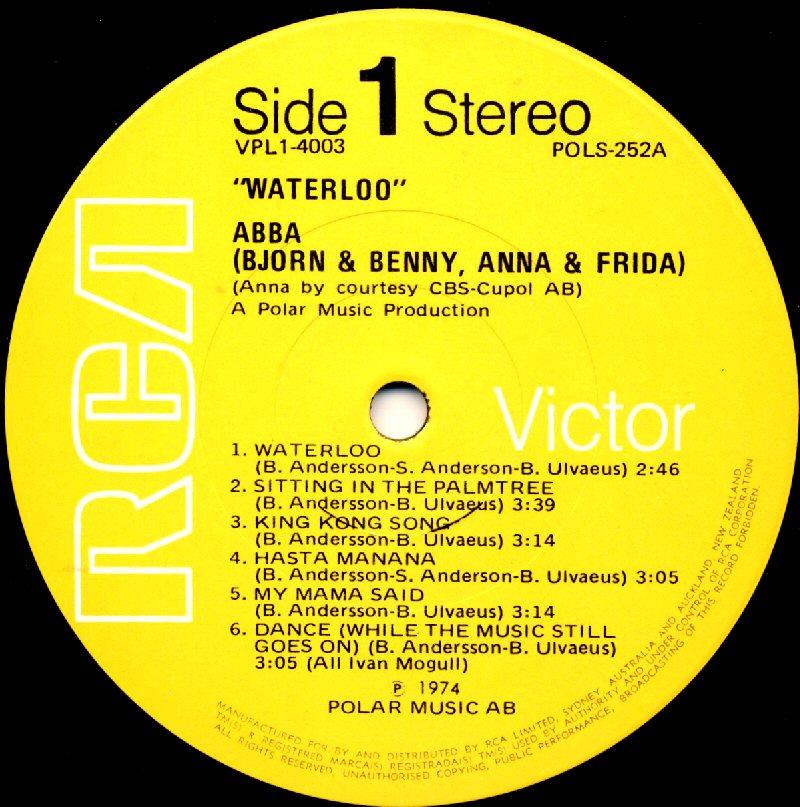 Side 1 Stereo
VPL1-4003 POLS-252A
"WATERLOO"
ABBA
(BJORN & BENNY, ANNA & FRIDA)
(Anna by courtesy CBS-Cupol AB)
A Polar Music Production
RCA
Victor
1. WATERLOO
(B. Andersson-S. Anderson-B. Ulvaeus) 2:46
2. SITTING IN THE PALMTREE
(B. Andersson-B. Ulvaeus) 3:39
3. KING KONG SONG
(B. Andersson-B. Ulvaeus) 3:14
4. HASTA MANANA
(B. Andersson-S. Anderson-B. Ulvaeus) 3:05
5. MY MAMA SAID
(B. Andersson-B. Ulvaeus) 3:14
6. DANCE (WHILE THE MUSIC STILL
GOES ON) (B. Andersson-B. Ulvaeus)
3:05 (All Ivan Mogull)
℗ 1974
POLAR MUSIC AB
MANUFACTURED FOR BY AND DISTRIBUTED BY RCA LIMITED, SYDNEY AUSTRALIA AND AUCKLAND NEW ZEALAND
TM(S) R REGISTERED MARCA(S) REGISTRADA(S) TM(S) USED BY AUTHORITY AND UNDER CONTROL OF RCA CORPORATION
ALL RIGHTS RESERVED. UNAUTHORISED COPYING, PUBLIC PERFORMANCE, BROADCASTING OF THIS RECORD FORBIDDEN.